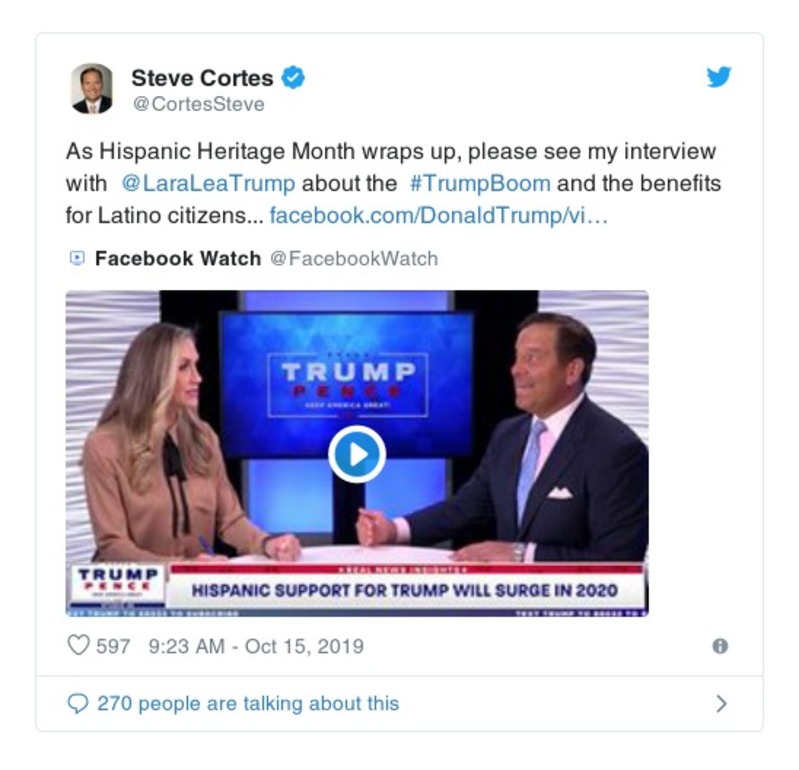 Steve Cortes
@CortesSteve
As Hispanic Heritage Month wraps up, please see my interview
with @LaraLeaTrump about the #TrumpBoom and the benefits
for Latino citizens... facebook.com/DonaldTrump/vi…
Facebook Watch @FacebookWatch
TRUMP
PENCE
KEEP AMERICA GREAT!
★REAL NEWS INSIGHTS★
TRUMP
PENCE
HISPANIC SUPPORT FOR TRUMP WILL SURGE IN 2020
597 9:23 AM - Oct 15, 2019
270 people are talking about this